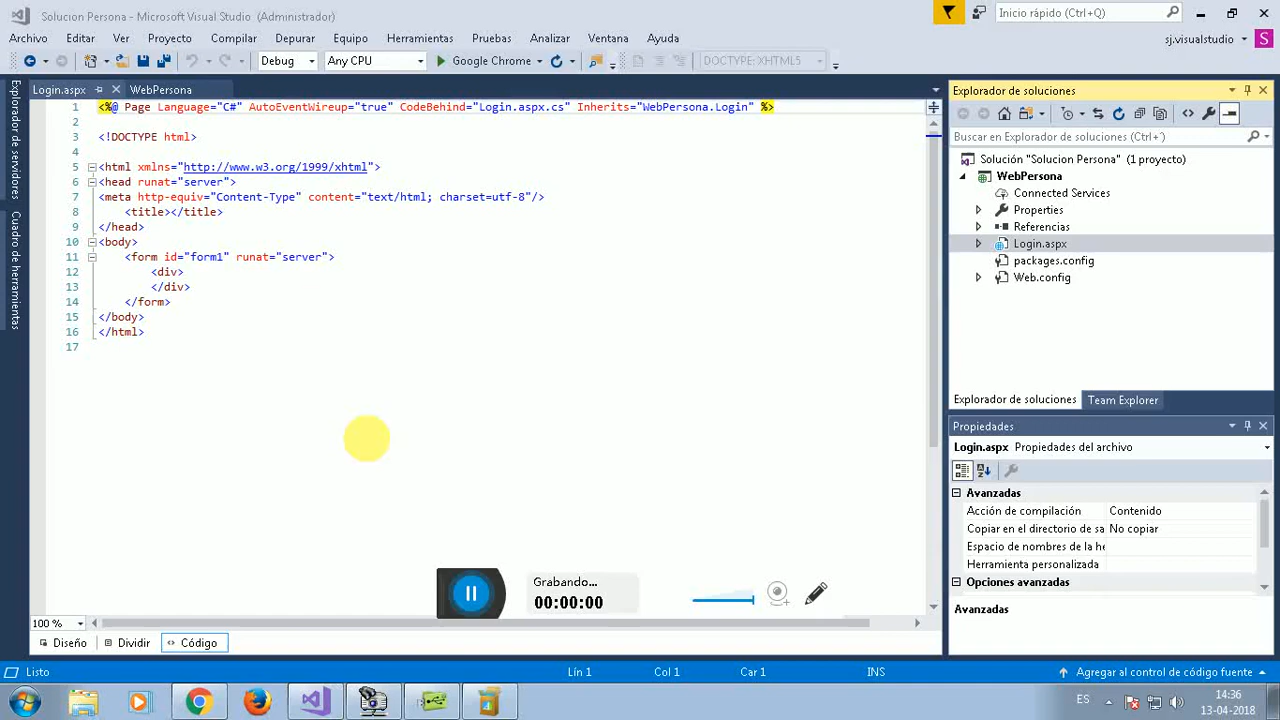 Solucion Persona - Microsoft Visual Studio (Administrador)
Inicio rápido (Ctrl+Q)
Archivo Editar Ver Proyecto Compilar Depurar Equipo Herramientas Pruebas Analizar Ventana Ayuda
sj.visualstudio S
Debug Any CPU Google Chrome DOCTYPE: XHTML5
Explorador de servidores
Cuadro de herramientas
Login.aspx WebPersona
1 <%@ Page Language="C#" AutoEventWireup="true" CodeBehind="Login.aspx.cs" Inherits="WebPersona.Login" %>
2
3 <!DOCTYPE html>
4
5 <html xmlns="http://www.w3.org/1999/xhtml">
6 <head runat="server">
7 <meta http-equiv="Content-Type" content="text/html; charset=utf-8"/>
8 <title></title>
9 </head>
10 <body>
11 <form id="form1" runat="server">
12 <div>
13 </div>
14 </form>
15 </body>
16 </html>
17
Grabando...
00:00:00
100 %
Diseño Dividir Código
Explorador de soluciones
Buscar en Explorador de soluciones (Ctrl+´)
Solución "Solucion Persona" (1 proyecto)
WebPersona
Connected Services
Properties
Referencias
Login.aspx
packages.config
Web.config
Explorador de soluciones Team Explorer
Propiedades
Login.aspx Propiedades del archivo
Avanzadas
Acción de compilación Contenido
Copiar en el directorio de sa No copiar
Espacio de nombres de la he
Herramienta personalizada
Opciones avanzadas
Avanzadas
Listo Lín 1 Col 1 Car 1 INS Agregar al control de código fuente
ES
14:36
13-04-2018